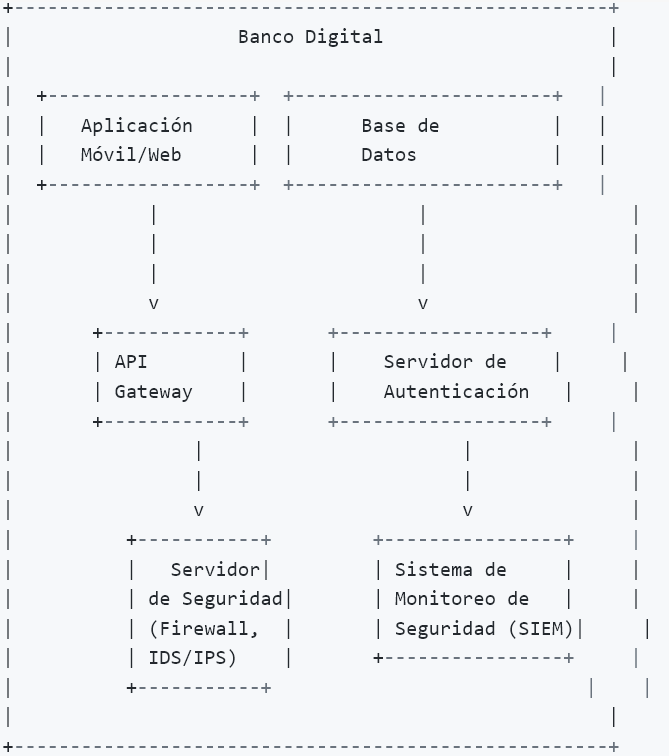 Banco Digital
Aplicación Base de
Móvil/Web Datos
v v
API Servidor de
Gateway Autenticación
v v
Servidor Sistema de
de Seguridad Monitoreo de
(Firewall, Seguridad (SIEM)
IDS/IPS)